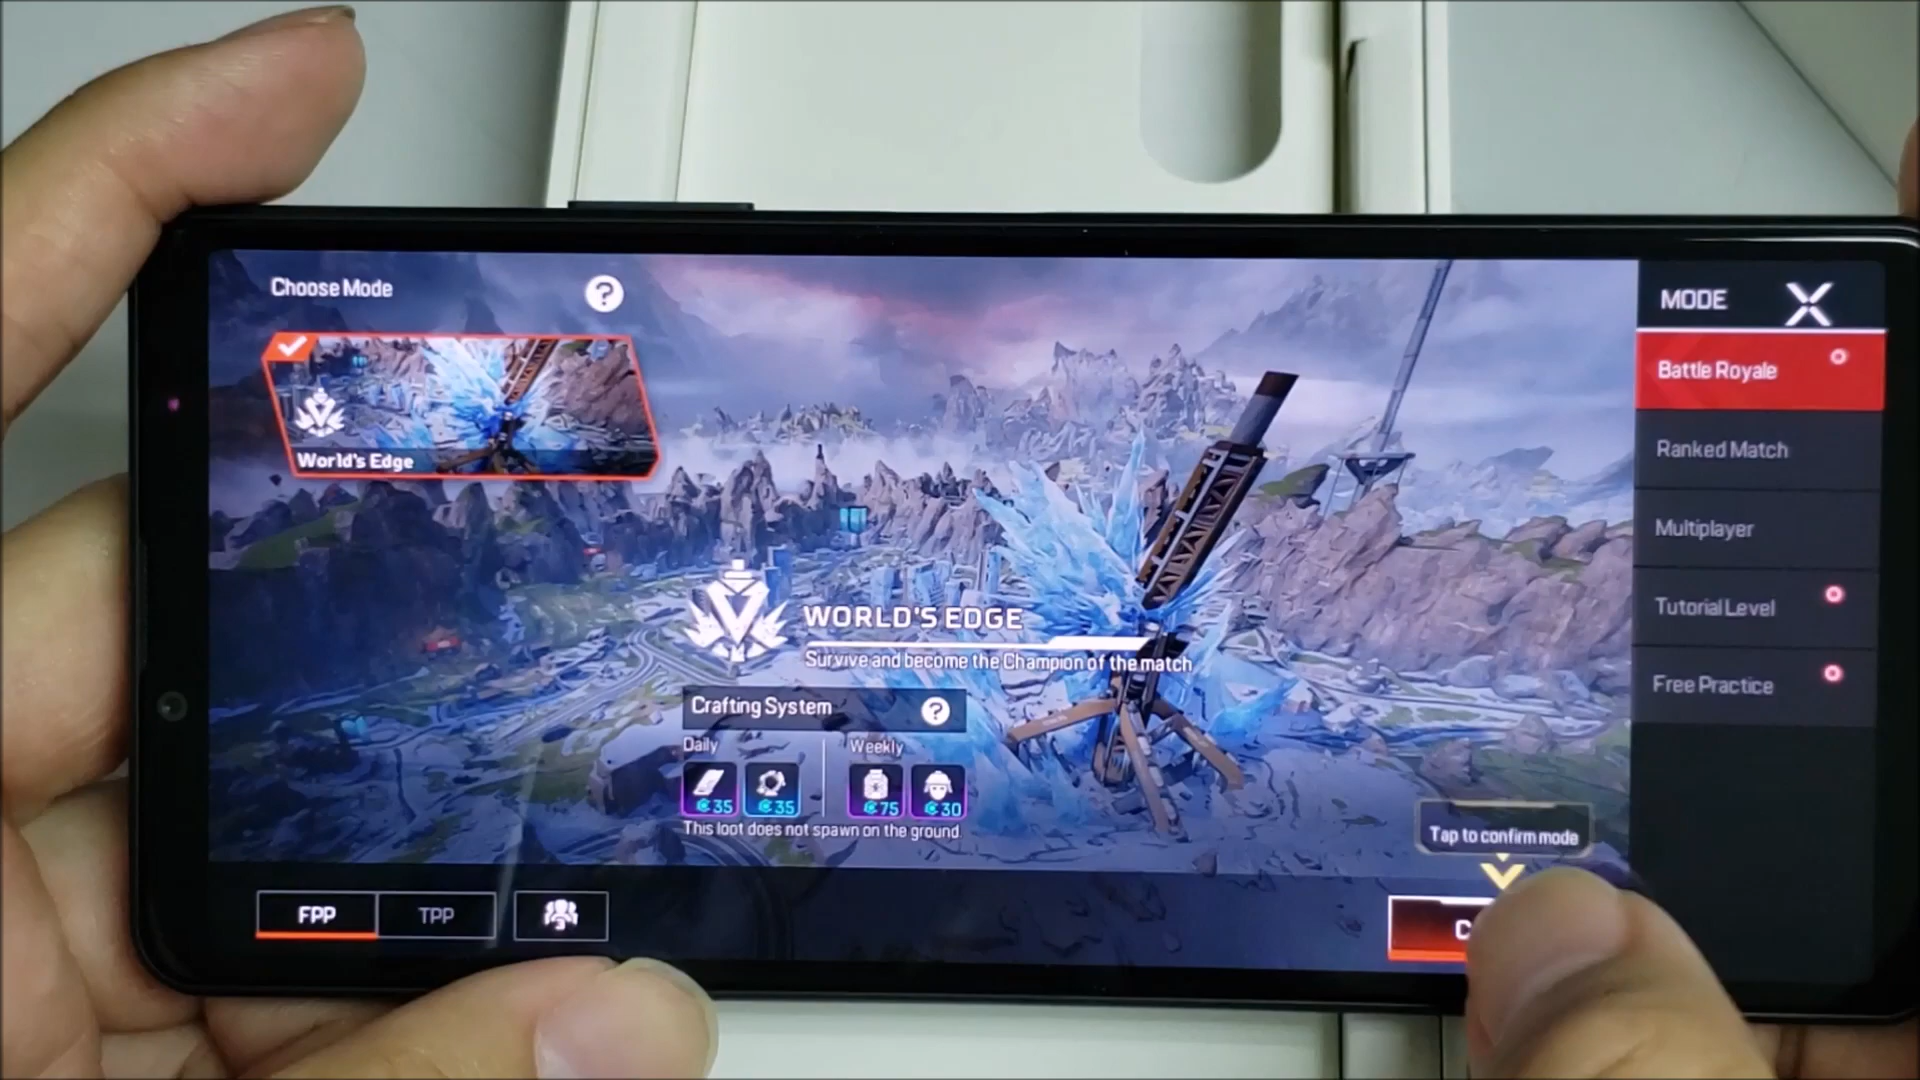 Choose Mode
?
World's Edge
WORLD'S EDGE
Survive and become the Champion of the match
Crafting System ?
Daily Weekly
35 35 75 30
This loot does not spawn on the ground.
FPP TPP
3
Tap to confirm mode
MODE
Battle Royale
Ranked Match
Multiplayer
Tutorial Level
Free Practice